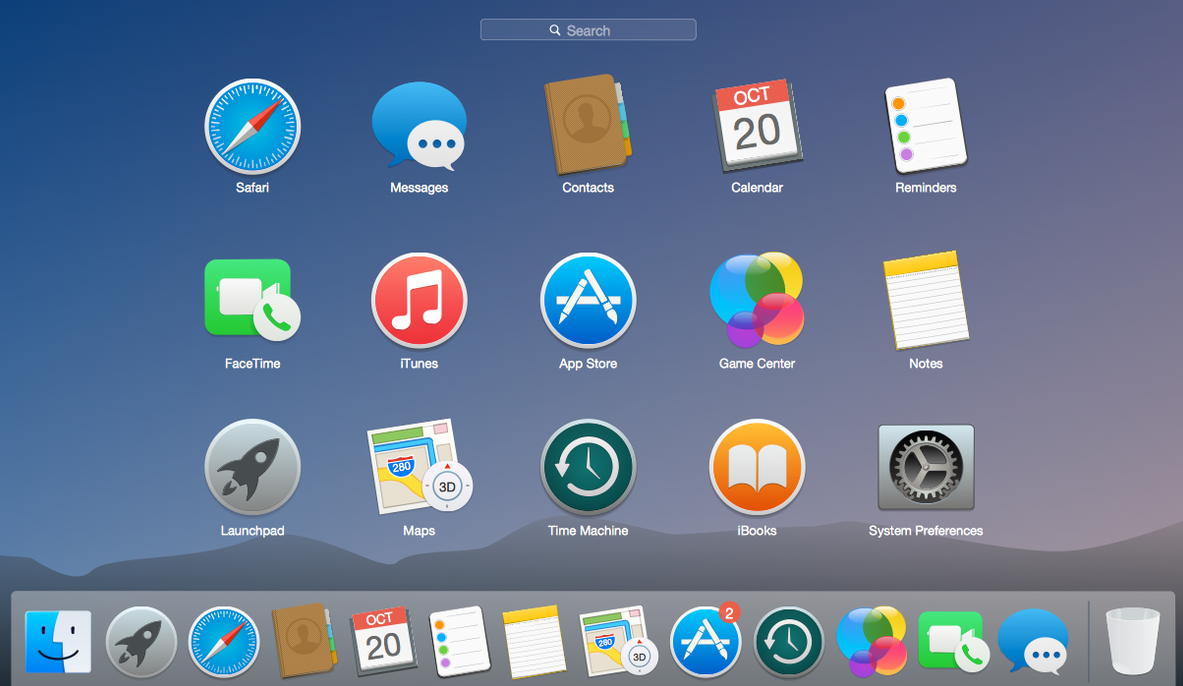 Search
OCT
20
Safari
Messages
Contacts
Calendar
Reminders
FaceTime
iTunes
App Store
Game Center
Notes
280
3D
Launchpad
Maps
Time Machine
iBooks
System Preferences
OCT
20
280
3D
2